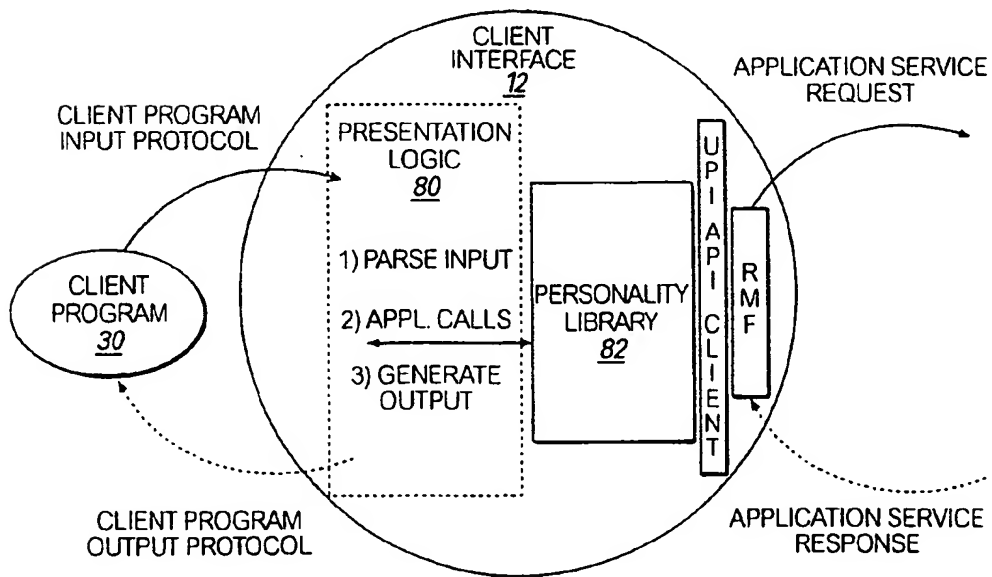 CLIENT
INTERFACE
12
APPLICATION SERVICE
REQUEST
CLIENT PROGRAM
INPUT PROTOCOL
PRESENTATION
LOGIC
80
1) PARSE INPUT
2) APPL. CALLS
3) GENERATE
OUTPUT
CLIENT
PROGRAM
30
PERSONALITY
LIBRARY
82
UPI API CLIENT
RMF
CLIENT PROGRAM
OUTPUT PROTOCOL
APPLICATION SERVICE
RESPONSE